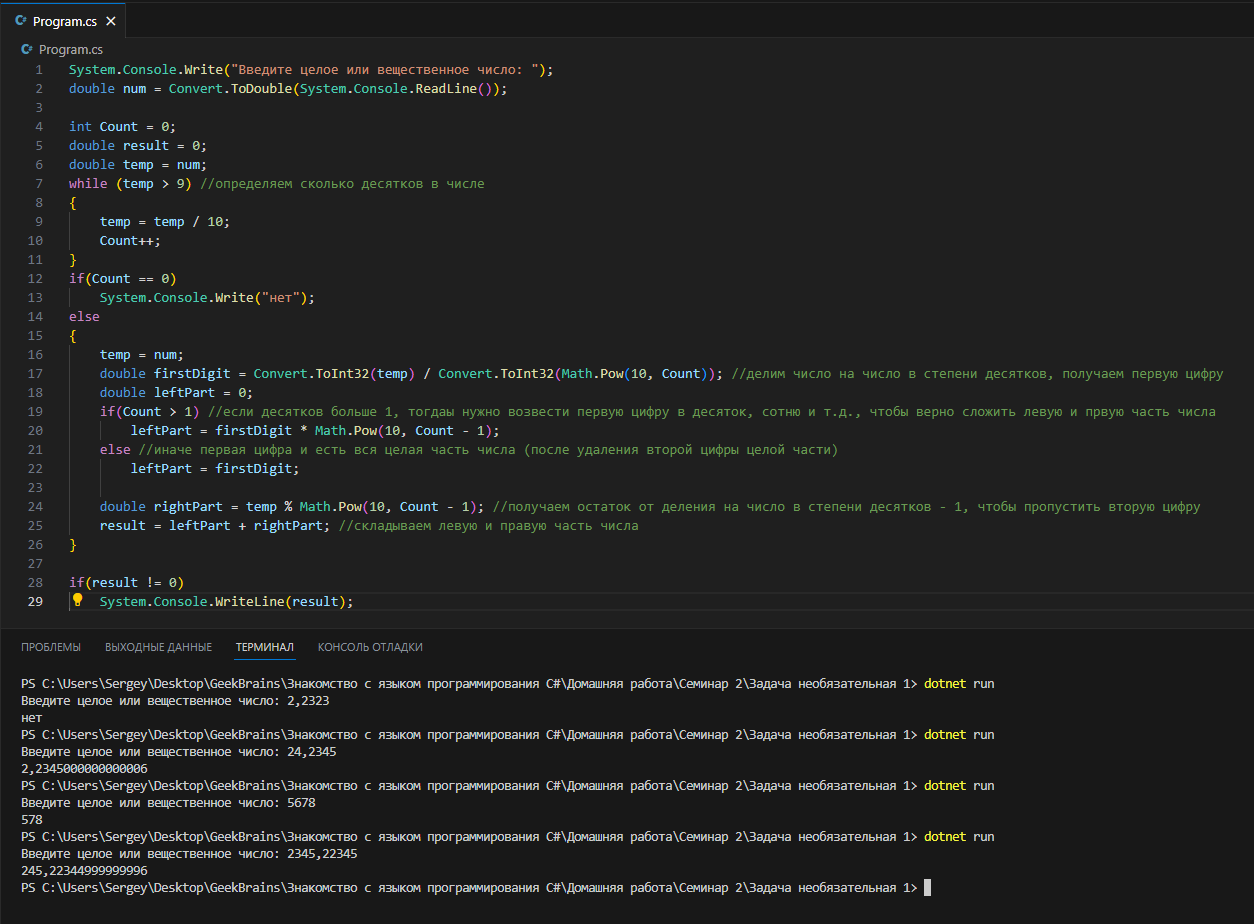 C# Program.cs ×
C# Program.cs
1 System.Console.Write("Введите целое или вещественное число: ");
2 double num = Convert.ToDouble(System.Console.ReadLine());
3
4 int Count = 0;
5 double result = 0;
6 double temp = num;
7 while (temp > 9) //определяем сколько десятков в числе
8 {
9 temp = temp / 10;
10 Count++;
11 }
12 if(Count == 0)
13 System.Console.Write("нет");
14 else
15 {
16 temp = num;
17 double firstDigit = Convert.ToInt32(temp) / Convert.ToInt32(Math.Pow(10, Count)); //делим число на число в степени десятков, получаем первую цифру
18 double leftPart = 0;
19 if(Count > 1) //если десятков больше 1, тогдаы нужно возвести первую цифру в десяток, сотню и т.д., чтобы верно сложить левую и првую часть числа
20 leftPart = firstDigit * Math.Pow(10, Count - 1);
21 else //иначе первая цифра и есть вся целая часть числа (после удаления второй цифры целой части)
22 leftPart = firstDigit;
23
24 double rightPart = temp % Math.Pow(10, Count - 1); //получаем остаток от деления на число в степени десятков - 1, чтобы пропустить вторую цифру
25 result = leftPart + rightPart; //складываем левую и правую часть числа
26 }
27
28 if(result != 0)
29 System.Console.WriteLine(result);
ПРОБЛЕМЫ ВЫХОДНЫЕ ДАННЫЕ ТЕРМИНАЛ КОНСОЛЬ ОТЛАДКИ
PS C:\Users\Sergey\Desktop\GeekBrains\Знакомство с языком программирования C#\Домашняя работа\Семинар 2\Задача необязательная 1> dotnet run
Введите целое или вещественное число: 2,2323
нет
PS C:\Users\Sergey\Desktop\GeekBrains\Знакомство с языком программирования C#\Домашняя работа\Семинар 2\Задача необязательная 1> dotnet run
Введите целое или вещественное число: 24,2345
2,2345000000000006
PS C:\Users\Sergey\Desktop\GeekBrains\Знакомство с языком программирования C#\Домашняя работа\Семинар 2\Задача необязательная 1> dotnet run
Введите целое или вещественное число: 5678
578
PS C:\Users\Sergey\Desktop\GeekBrains\Знакомство с языком программирования C#\Домашняя работа\Семинар 2\Задача необязательная 1> dotnet run
Введите целое или вещественное число: 2345,22345
245,22344999999996
PS C:\Users\Sergey\Desktop\GeekBrains\Знакомство с языком программирования C#\Домашняя работа\Семинар 2\Задача необязательная 1>